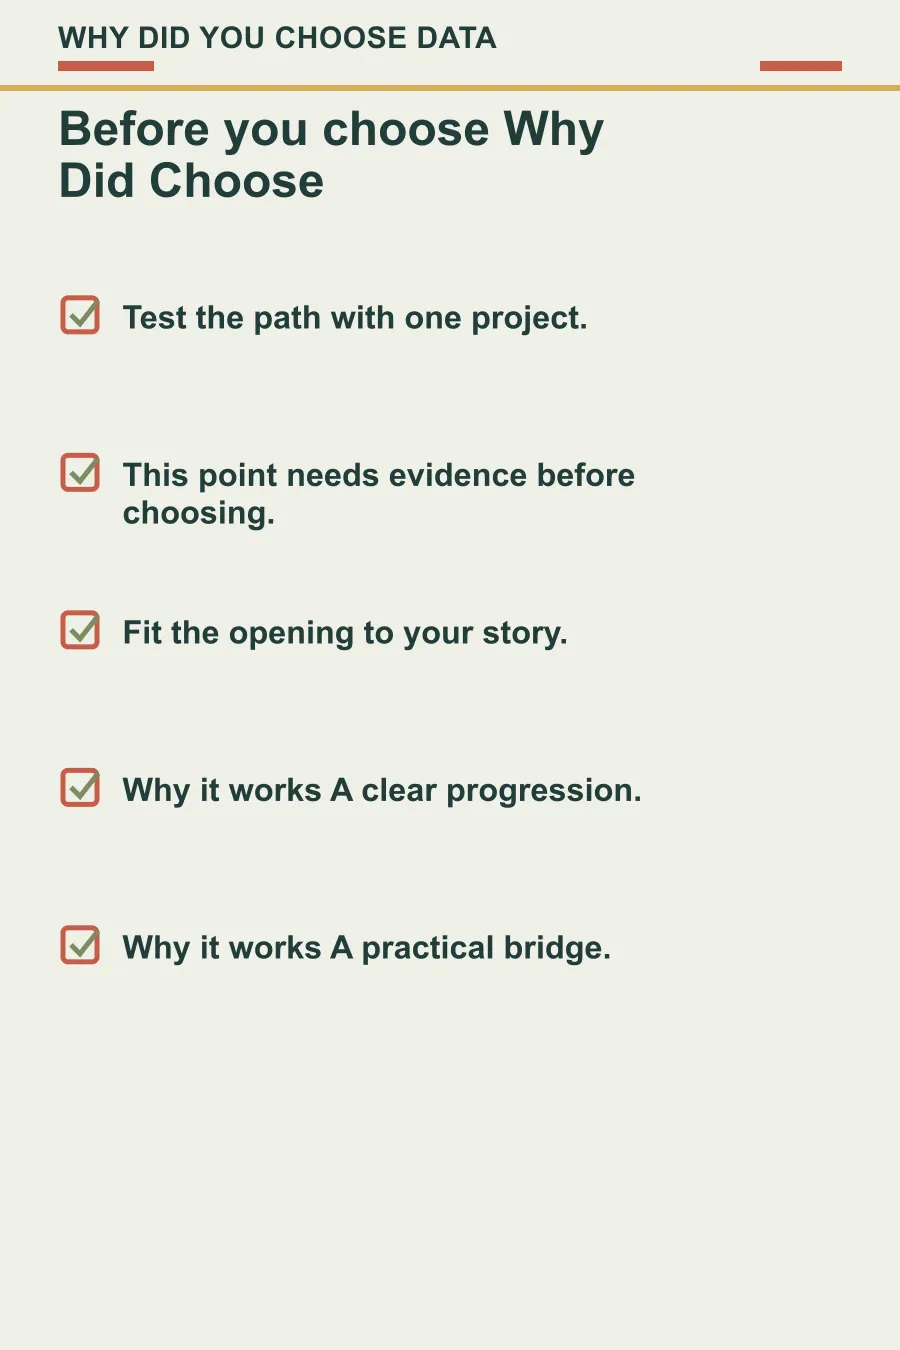 WHY DID YOU CHOOSE DATA
Before you choose Why
Did Choose
Test the path with one project.
This point needs evidence before
choosing.
Fit the opening to your story.
Why it works A clear progression.
Why it works A practical bridge.